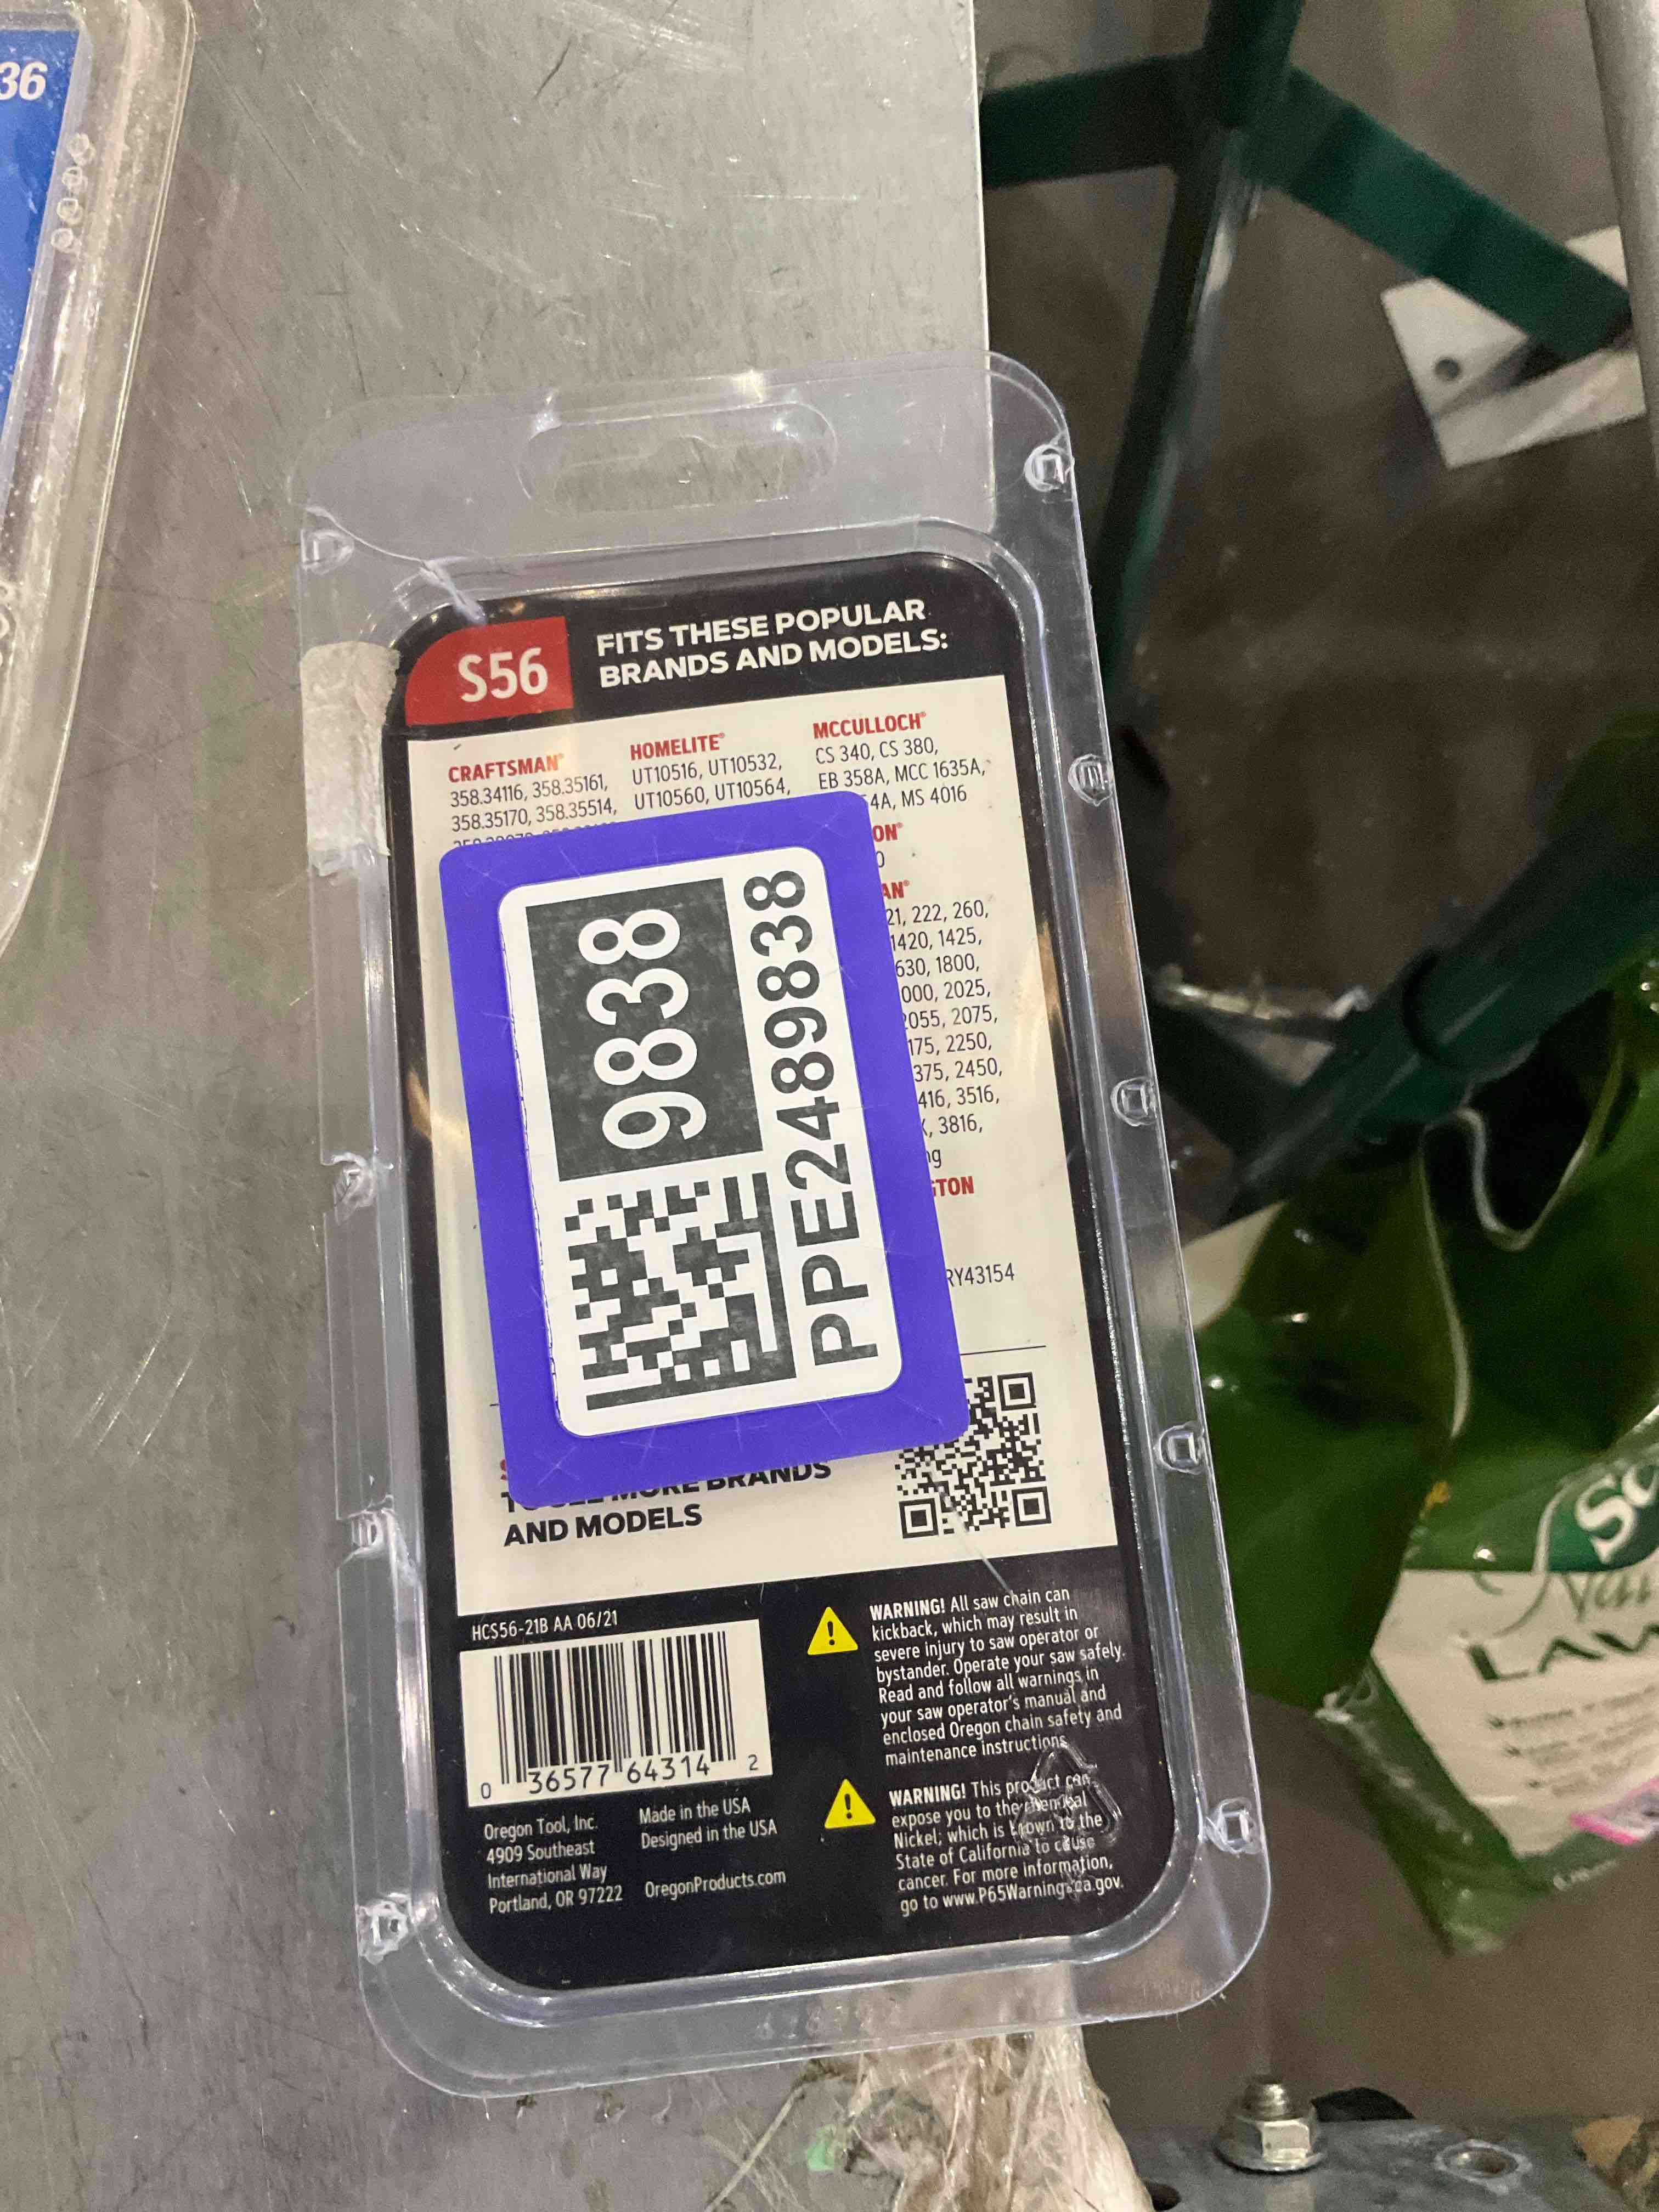 36
S56
FITS THESE POPULAR
BRANDS AND MODELS:
CRAFTSMAN®
358.34116, 358.35161,
358.35170, 358.35514,
HOMELITE®
UT10516, UT10532,
UT10560, UT10564,
MCCULLOCH®
CS 340, CS 380,
EB 358A, MCC 1635A,
4A, MS 4016
ON®
0
AN®
21, 222, 260,
1420, 1425,
630, 1800,
000, 2025,
2055, 2075,
175, 2250,
375, 2450,
416, 3516,
, 3816,
ng
GTON
RY43154
9838
PPE2489838
MORE BRANDS
AND MODELS
HCS56-21B AA 06/21
0 36577 64314 2
Oregon Tool, Inc.
4909 Southeast
International Way
Portland, OR 97222
Made in the USA
Designed in the USA
OregonProducts.com
WARNING! All saw chain can
kickback, which may result in
severe injury to saw operator or
bystander. Operate your saw safely.
Read and follow all warnings in
your saw operator's manual and
enclosed Oregon chain safety and
maintenance instructions.
WARNING! This product can
expose you to the chemical
Nickel; which is known to the
State of California to cause
cancer. For more information,
go to www.P65Warnings.ca.gov.
LAW